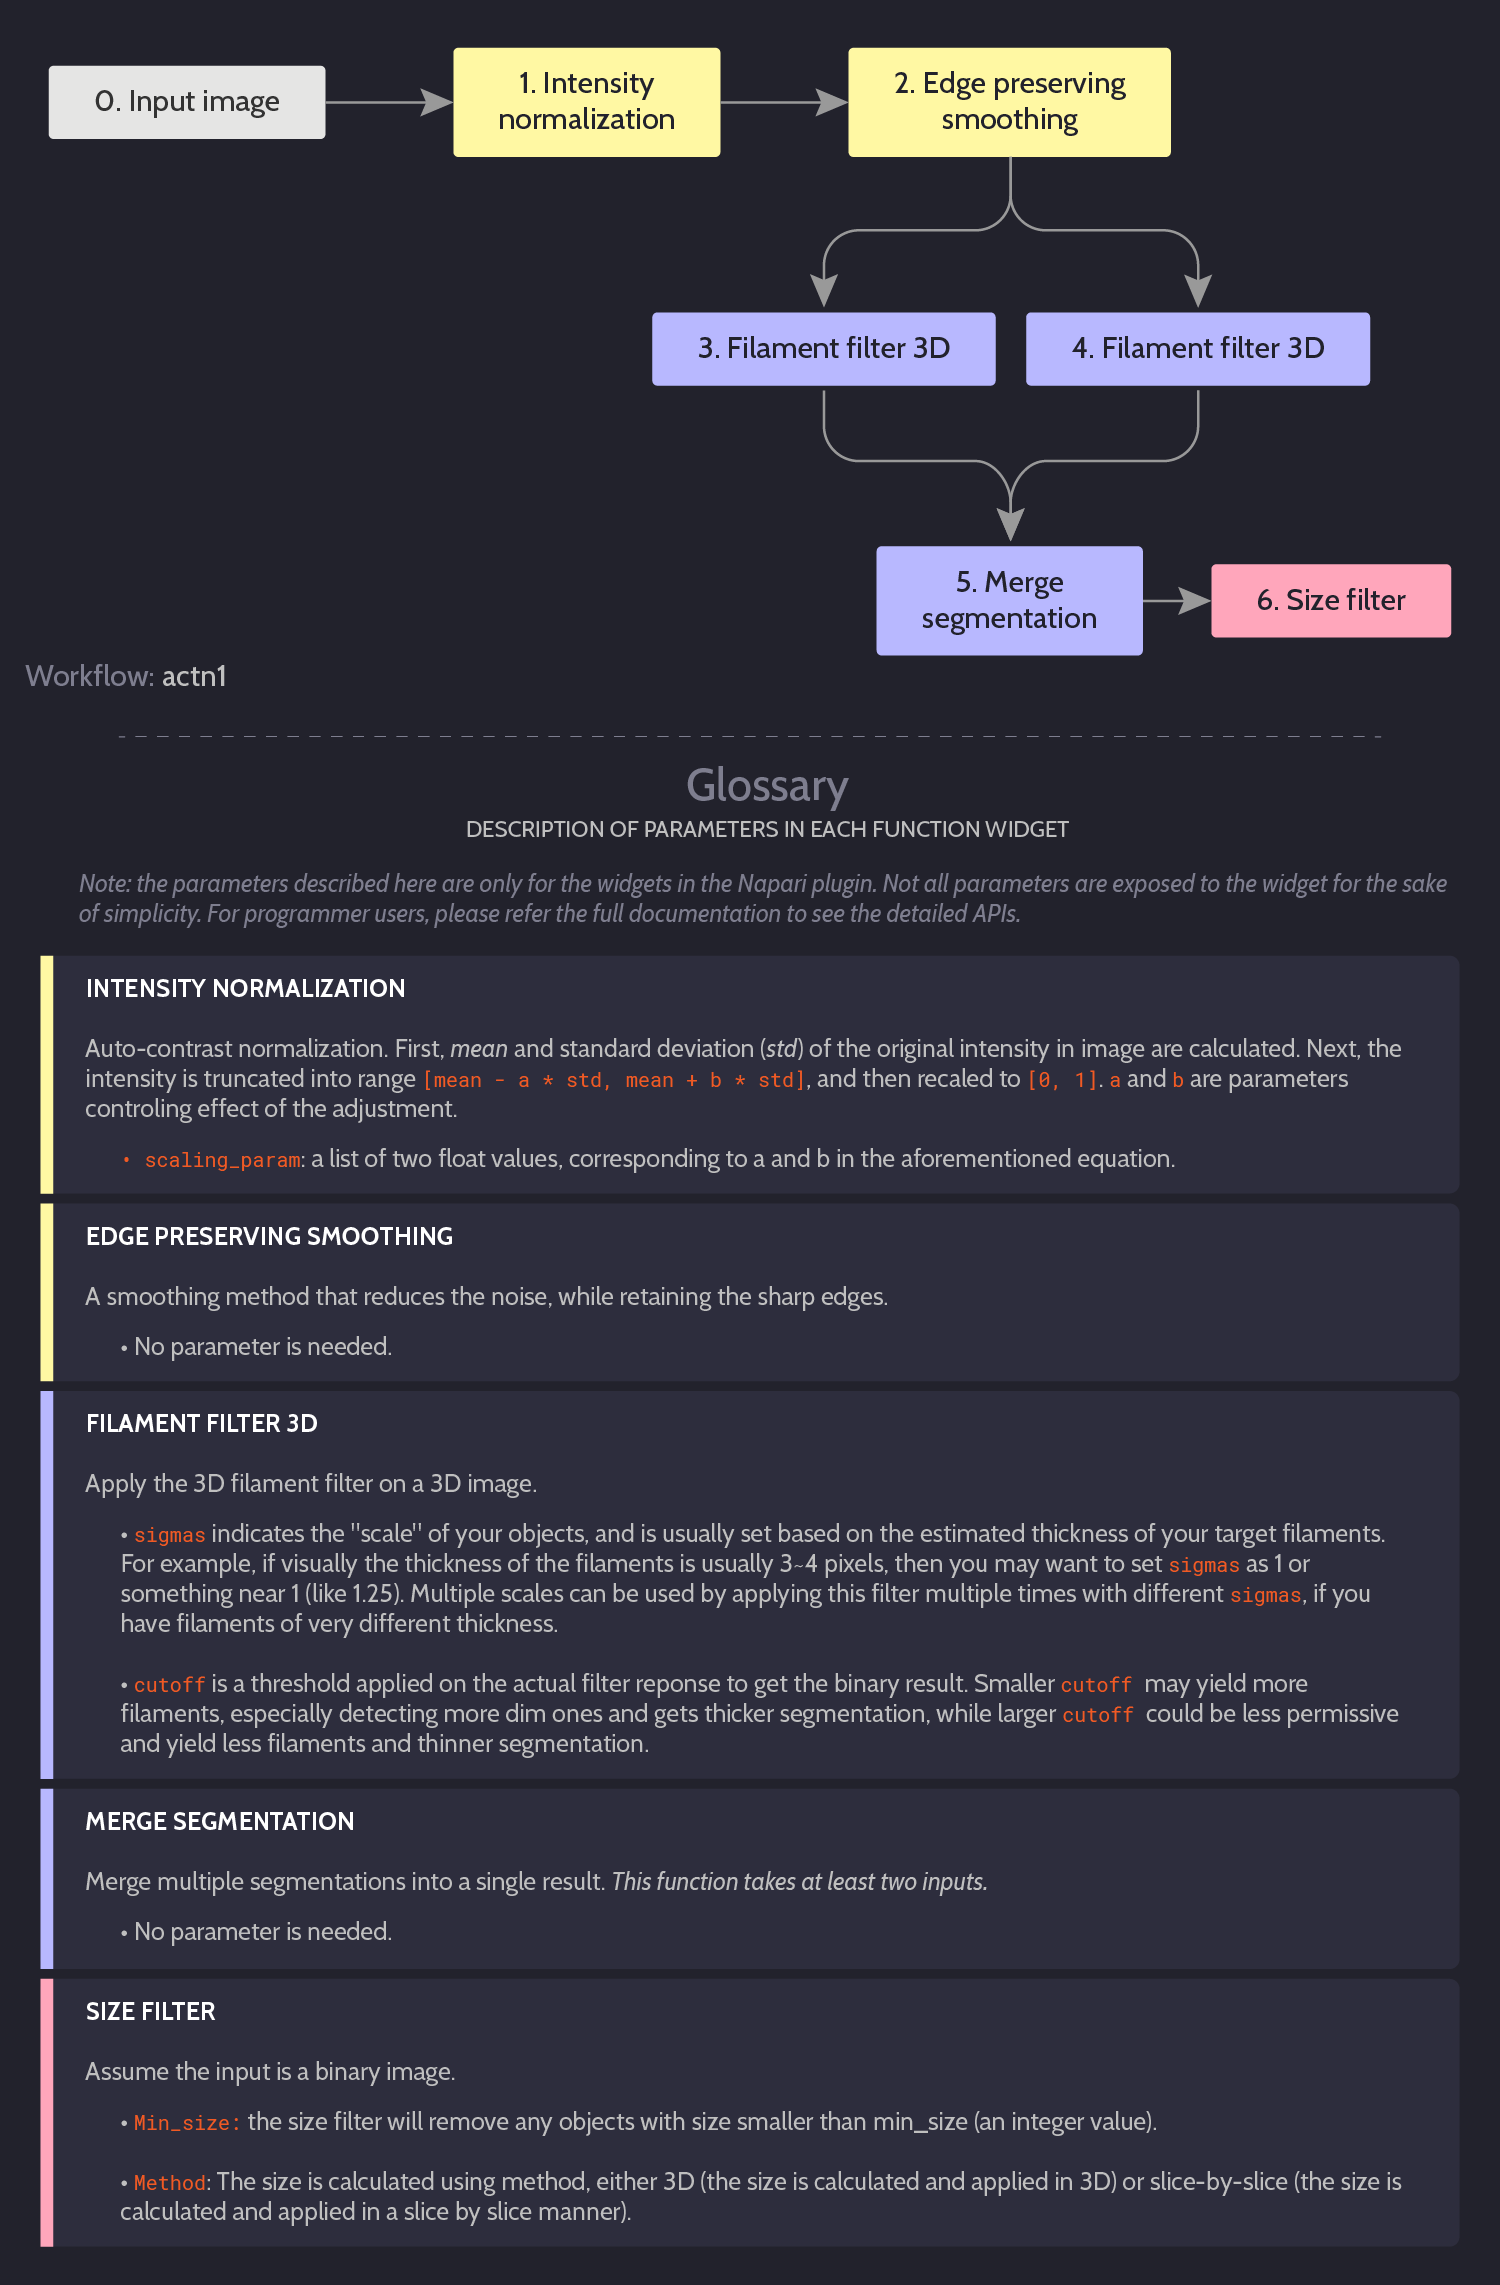 0. Input image
1. Intensity
normalization
2. Edge preserving
smoothing
3. Filament filter 3D
4. Filament filter 3D
5. Merge
segmentation
6. Size filter
Workflow: actn1
Glossary
DESCRIPTION OF PARAMETERS IN EACH FUNCTION WIDGET
Note: the parameters described here are only for the widgets in the Napari plugin. Not all parameters are exposed to the widget for the sake
of simplicity. For programmer users, please refer the full documentation to see the detailed APIs.
INTENSITY NORMALIZATION
Auto-contrast normalization. First, mean and standard deviation (std) of the original intensity in image are calculated. Next, the
intensity is truncated into range [mean - a * std, mean + b * std], and then recaled to [0, 1]. a and b are parameters
controling effect of the adjustment.
• scaling_param: a list of two float values, corresponding to a and b in the aforementioned equation.
EDGE PRESERVING SMOOTHING
A smoothing method that reduces the noise, while retaining the sharp edges.
• No parameter is needed.
FILAMENT FILTER 3D
Apply the 3D filament filter on a 3D image.
• sigmas indicates the "scale" of your objects, and is usually set based on the estimated thickness of your target filaments.
For example, if visually the thickness of the filaments is usually 3~4 pixels, then you may want to set sigmas as 1 or
something near 1 (like 1.25). Multiple scales can be used by applying this filter multiple times with different sigmas, if you
have filaments of very different thickness.
• cutoff is a threshold applied on the actual filter reponse to get the binary result. Smaller cutoff may yield more
filaments, especially detecting more dim ones and gets thicker segmentation, while larger cutoff could be less permissive
and yield less filaments and thinner segmentation.
MERGE SEGMENTATION
Merge multiple segmentations into a single result. This function takes at least two inputs.
• No parameter is needed.
SIZE FILTER
Assume the input is a binary image.
• Min_size: the size filter will remove any objects with size smaller than min_size (an integer value).
• Method: The size is calculated using method, either 3D (the size is calculated and applied in 3D) or slice-by-slice (the size is
calculated and applied in a slice by slice manner).